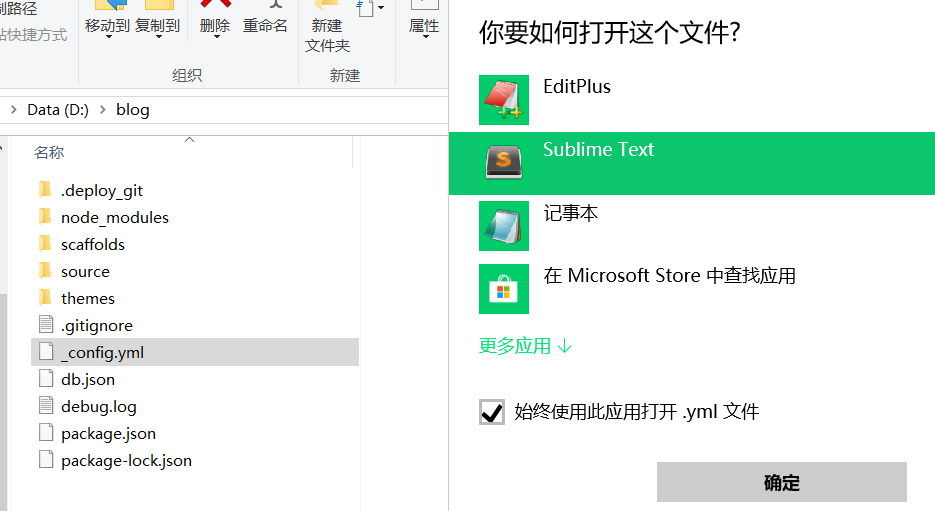 制路径
站快捷方式
移动到 复制到 删除 重命名 新建
文件夹 属性
组织 新建
Data (D:) blog
名称
.deploy_git
node_modules
scaffolds
source
themes
.gitignore
_config.yml
db.json
debug.log
package.json
package-lock.json
你要如何打开这个文件?
EditPlus
Sublime Text
记事本
在 Microsoft Store 中查找应用
更多应用 ↓
始终使用此应用打开 .yml 文件
确定